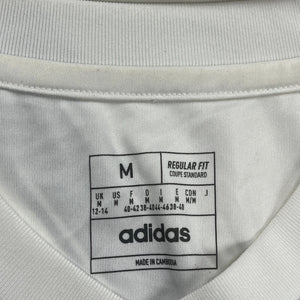 M
REGULAR FIT
COUPE STANDARD
UK US F D I E CON J
M M M M M M M/M
12-14 40-42 38-40 44-46 38-40
adidas
MADE IN CAMBODIA